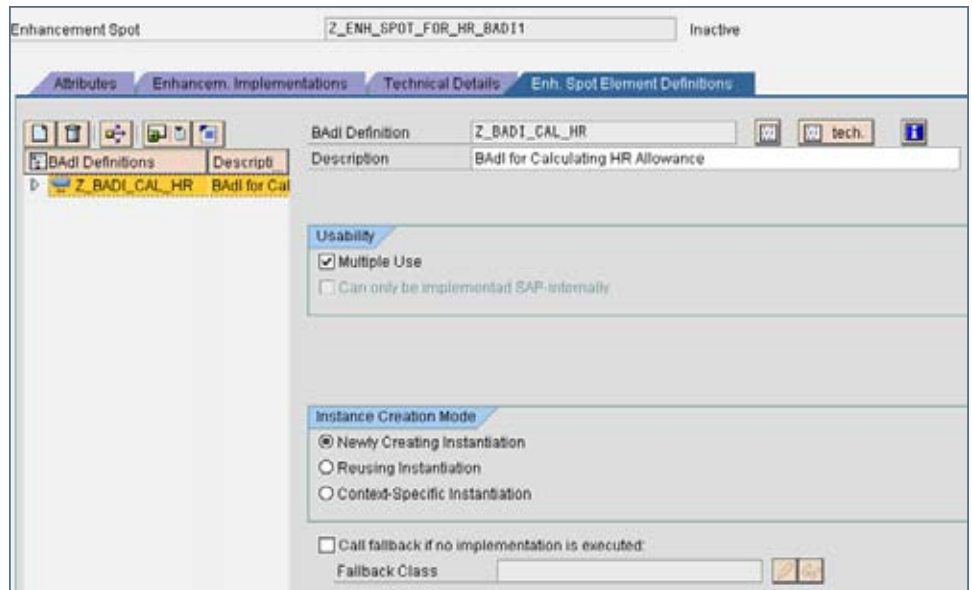 Enhancement Spot Z_ENH_SPOT_FOR_HR_BADI1 Inactive
Attributes Enhancem. Implementations Technical Details Enh. Spot Element Definitions
BAdI Definition Z_BADI_CAL_HR tech.
BAdI Definitions Descripti
Description BAdI for Calculating HR Allowance
Z_BADI_CAL_HR BAdI for Cal
Usability
Multiple Use
Can only be implemented SAP-internally
Instance Creation Mode
Newly Creating Instantiation
Reusing Instantiation
Context-Specific Instantiation
Call fallback if no implementation is executed:
Fallback Class